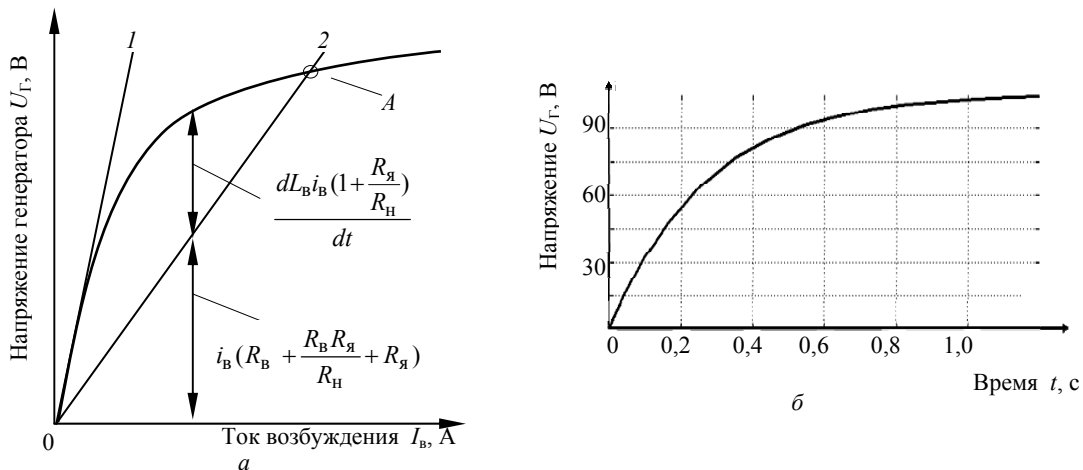 Напряжение генератора U_Г, В
1
2
A
dL_в i_в (1 + R_я / R_н)
dt
i_в (R_в + R_в R_я / R_н + R_я)
0
Ток возбуждения I_в, А
а
Напряжение U_Г, В
90
60
30
0 0,2 0,4 0,6 0,8 1,0
Время t, с
б